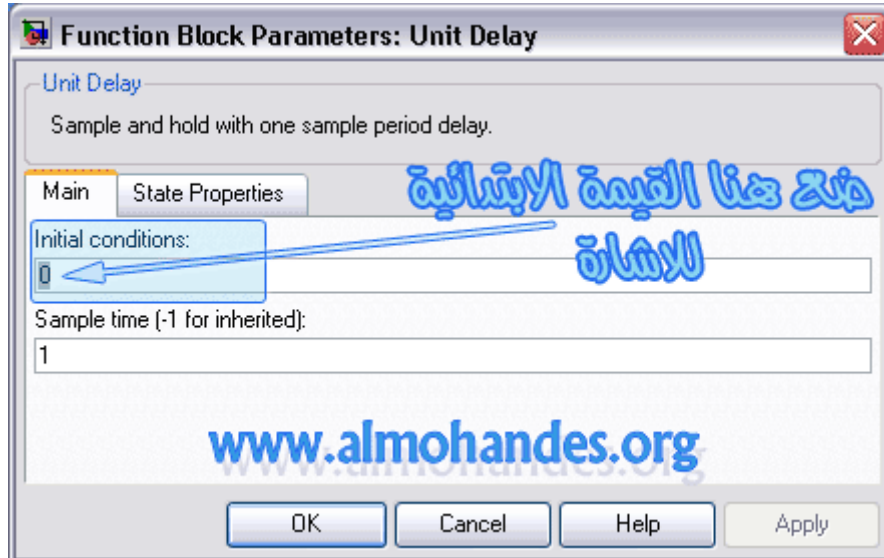 Function Block Parameters: Unit Delay
Unit Delay
Sample and hold with one sample period delay.
Main State Properties
ضع هنا القيمة الابتدائية
للاشارة
Initial conditions:
0
Sample time (-1 for inherited):
1
www.almohandes.org
OK Cancel Help Apply